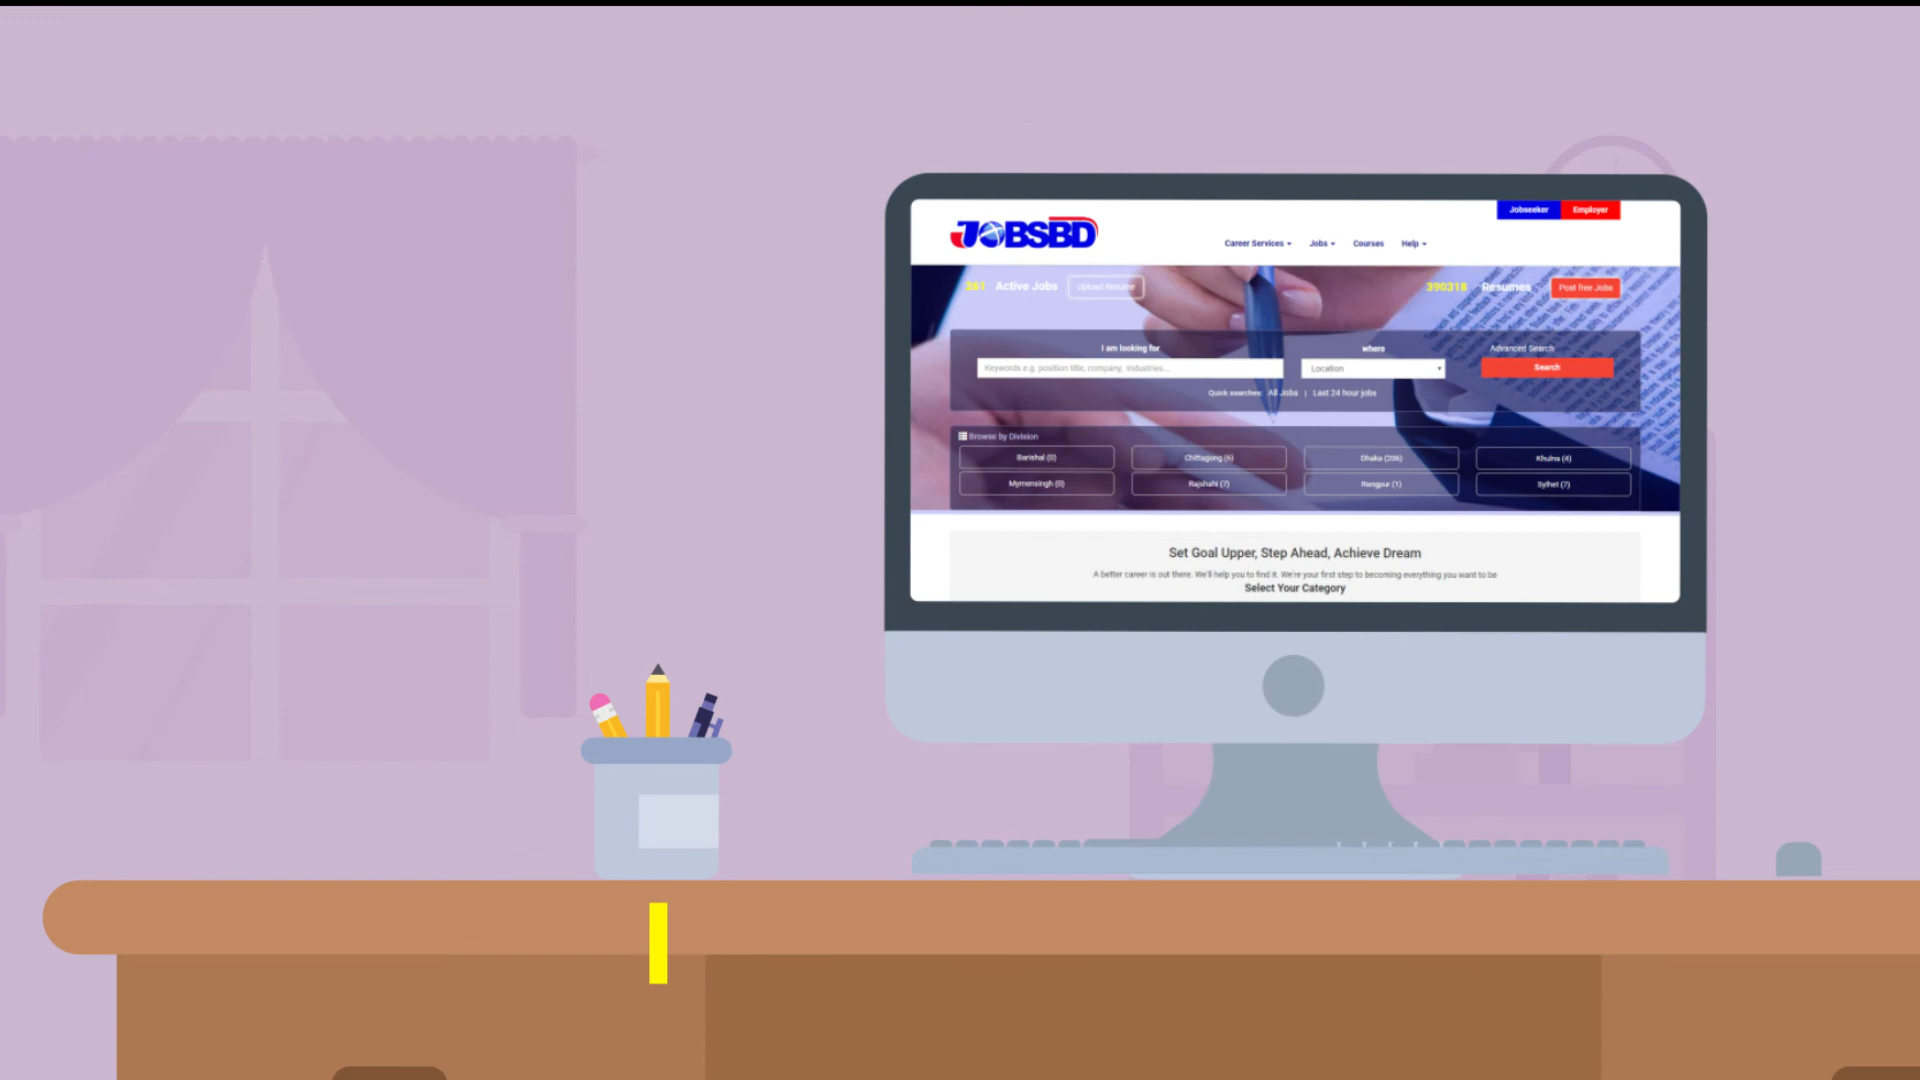 Jobseeker Employer
JOBSBD
Career Services Jobs Courses Help
261 Active Jobs Upload Resume 390318 Resumes Post free Jobs
I am looking for where Advanced Search
Keywords e.g. position title, company, industries... Location Search
Quick searches: All Jobs | Last 24 hour jobs
Browse by Division
Barishal (0) Chittagong (6) Dhaka (206) Khulna (4)
Mymensingh (0) Rajshahi (7) Rangpur (1) Sylhet (7)
Set Goal Upper, Step Ahead, Achieve Dream
A better career is out there. We'll help you to find it. We're your first step to becoming everything you want to be
Select Your Category